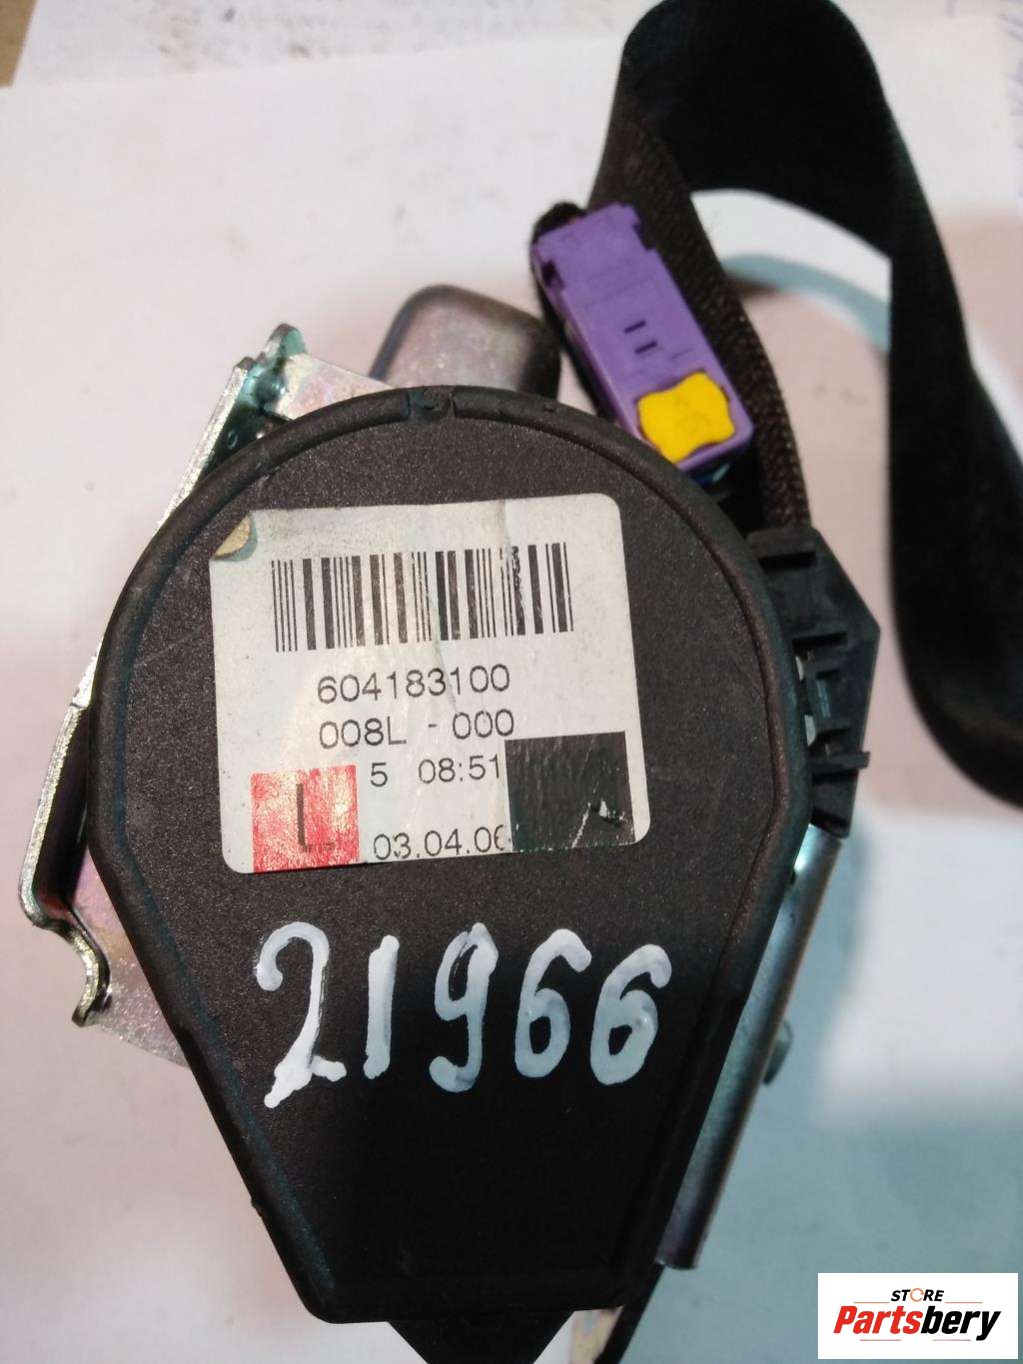 604183100
008L - 000
5 08:51
L
03.04.06
21966
STORE
Partsbery